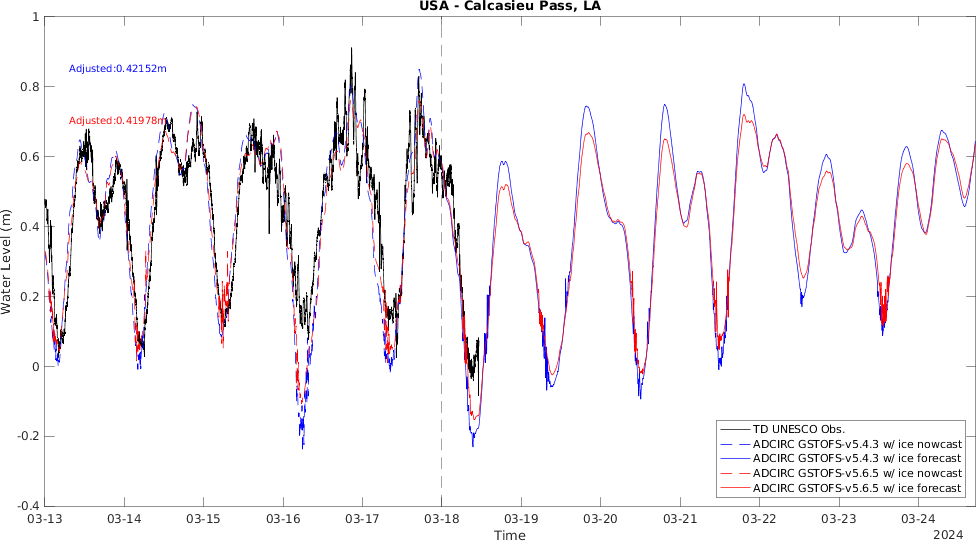 USA - Calcasieu Pass, LA
1
0.8
0.6
0.4
0.2
0
-0.2
-0.4
Water Level (m)
Adjusted:0.42152m
Adjusted:0.41978m
TD UNESCO Obs.
ADCIRC GSTOFS-v5.4.3 w/ ice nowcast
ADCIRC GSTOFS-v5.4.3 w/ ice forecast
ADCIRC GSTOFS-v5.6.5 w/ ice nowcast
ADCIRC GSTOFS-v5.6.5 w/ ice forecast
03-13 03-14 03-15 03-16 03-17 03-18 03-19 03-20 03-21 03-22 03-23 03-24
Time
2024